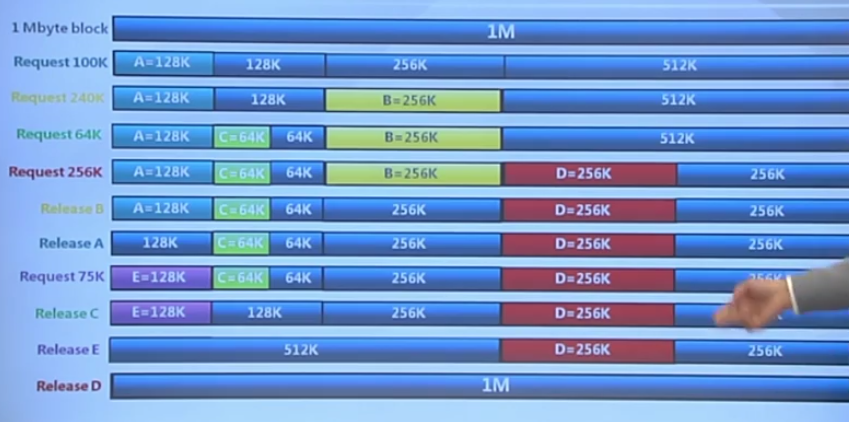 1 Mbyte block 1M
Request 100K A=128K 128K 256K 512K
Request 240K A=128K 128K B=256K 512K
Request 64K A=128K C=64K 64K B=256K 512K
Request 256K A=128K C=64K 64K B=256K D=256K 256K
Release B A=128K C=64K 64K 256K D=256K 256K
Release A 128K C=64K 64K 256K D=256K 256K
Request 75K E=128K C=64K 64K 256K D=256K 256K
Release C E=128K 128K 256K D=256K
Release E 512K D=256K 256K
Release D 1M